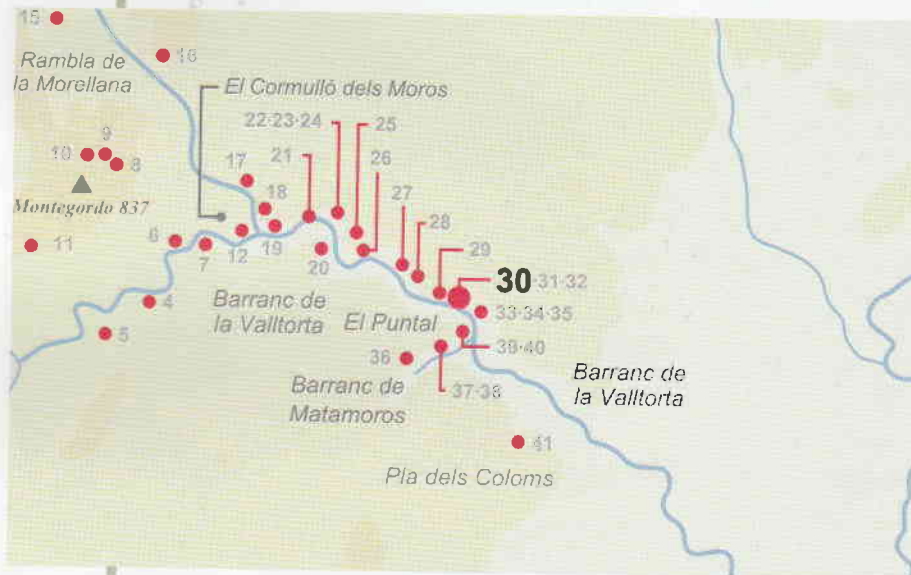 15
16
Rambla de
la Morellana
El Cormulló dels Moros
22·23·24
25
9
10
8
21
26
17
27
Montegordo 837
18
28
11
6
7
12
19
20
29
30·31·32
4
Barranc de
la Valltorta
El Puntal
33·34·35
5
39·40
36
Barranc de
la Valltorta
Barranc de
Matamoros
37·38
41
Pla dels Coloms